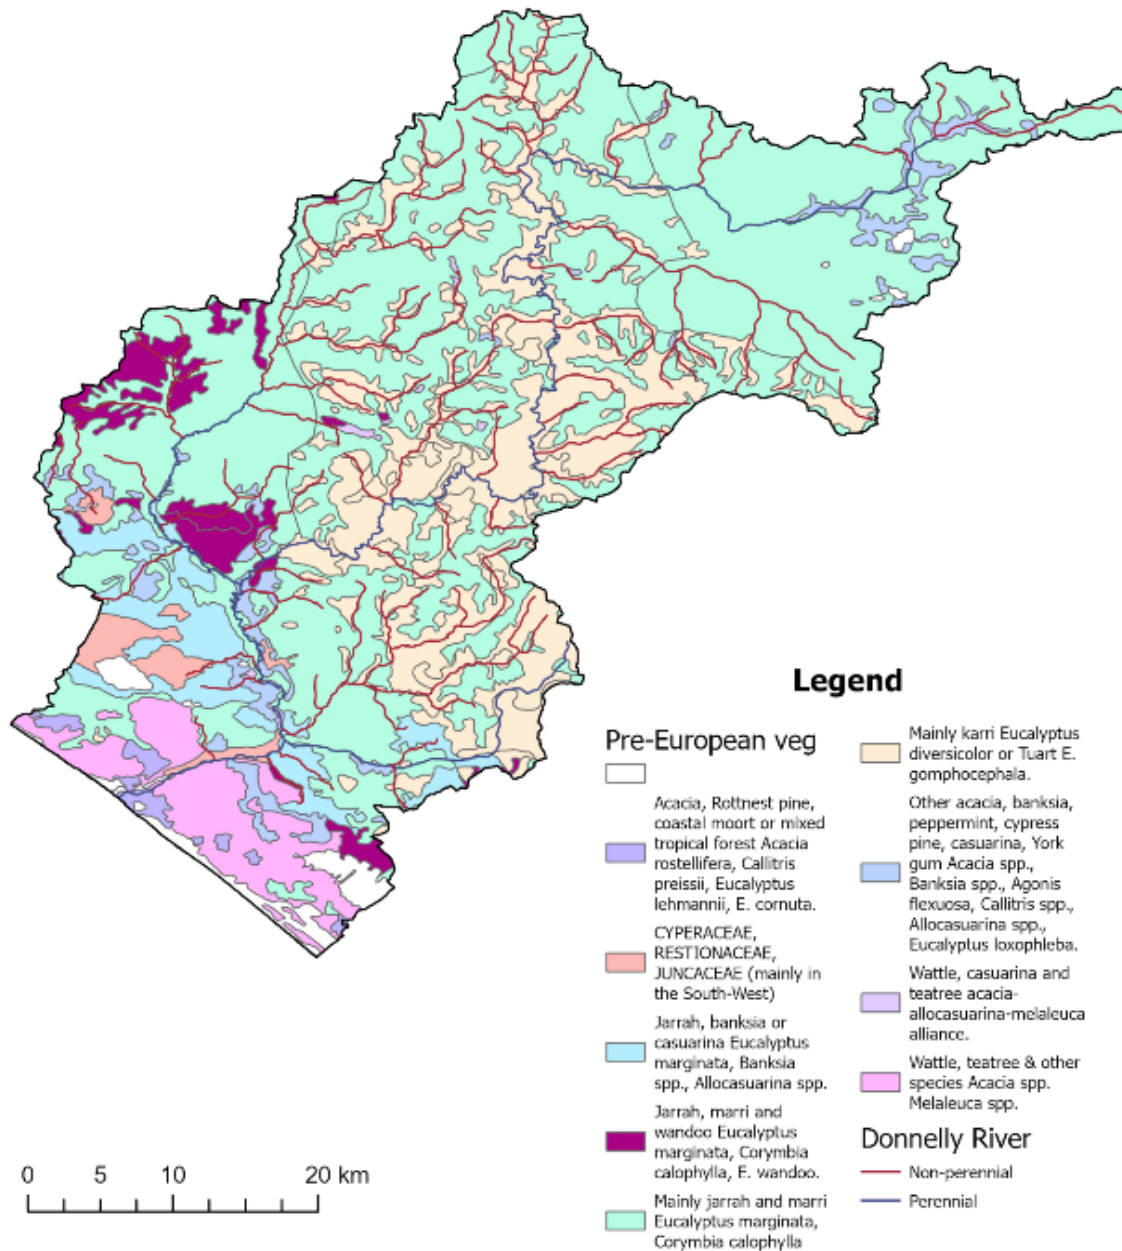 Legend
Pre-European veg
Acacia, Rottnest pine,
coastal moort or mixed
tropical forest Acacia
rostellifera, Callitris
preissii, Eucalyptus
lehmannii, E. cornuta.
CYPERACEAE,
RESTIONACEAE,
JUNCACEAE (mainly in
the South-West)
Jarrah, banksia or
casuarina Eucalyptus
marginata, Banksia
spp., Allocasuarina spp.
Jarrah, marri and
wandoo Eucalyptus
marginata, Corymbia
calophylla, E. wandoo.
Mainly jarrah and marri
Eucalyptus marginata,
Corymbia calophylla
Mainly karri Eucalyptus
diversicolor or Tuart E.
gomphocephala.
Other acacia, banksia,
peppermint, cypress
pine, casuarina, York
gum Acacia spp.,
Banksia spp., Agonis
flexuosa, Callitris spp.,
Allocasuarina spp.,
Eucalyptus loxophleba.
Wattle, casuarina and
teatree acacia-
allocasuarina-melaleuca
alliance.
Wattle, teatree & other
species Acacia spp.
Melaleuca spp.
Donnelly River
Non-perennial
Perennial
0 5 10 20 km